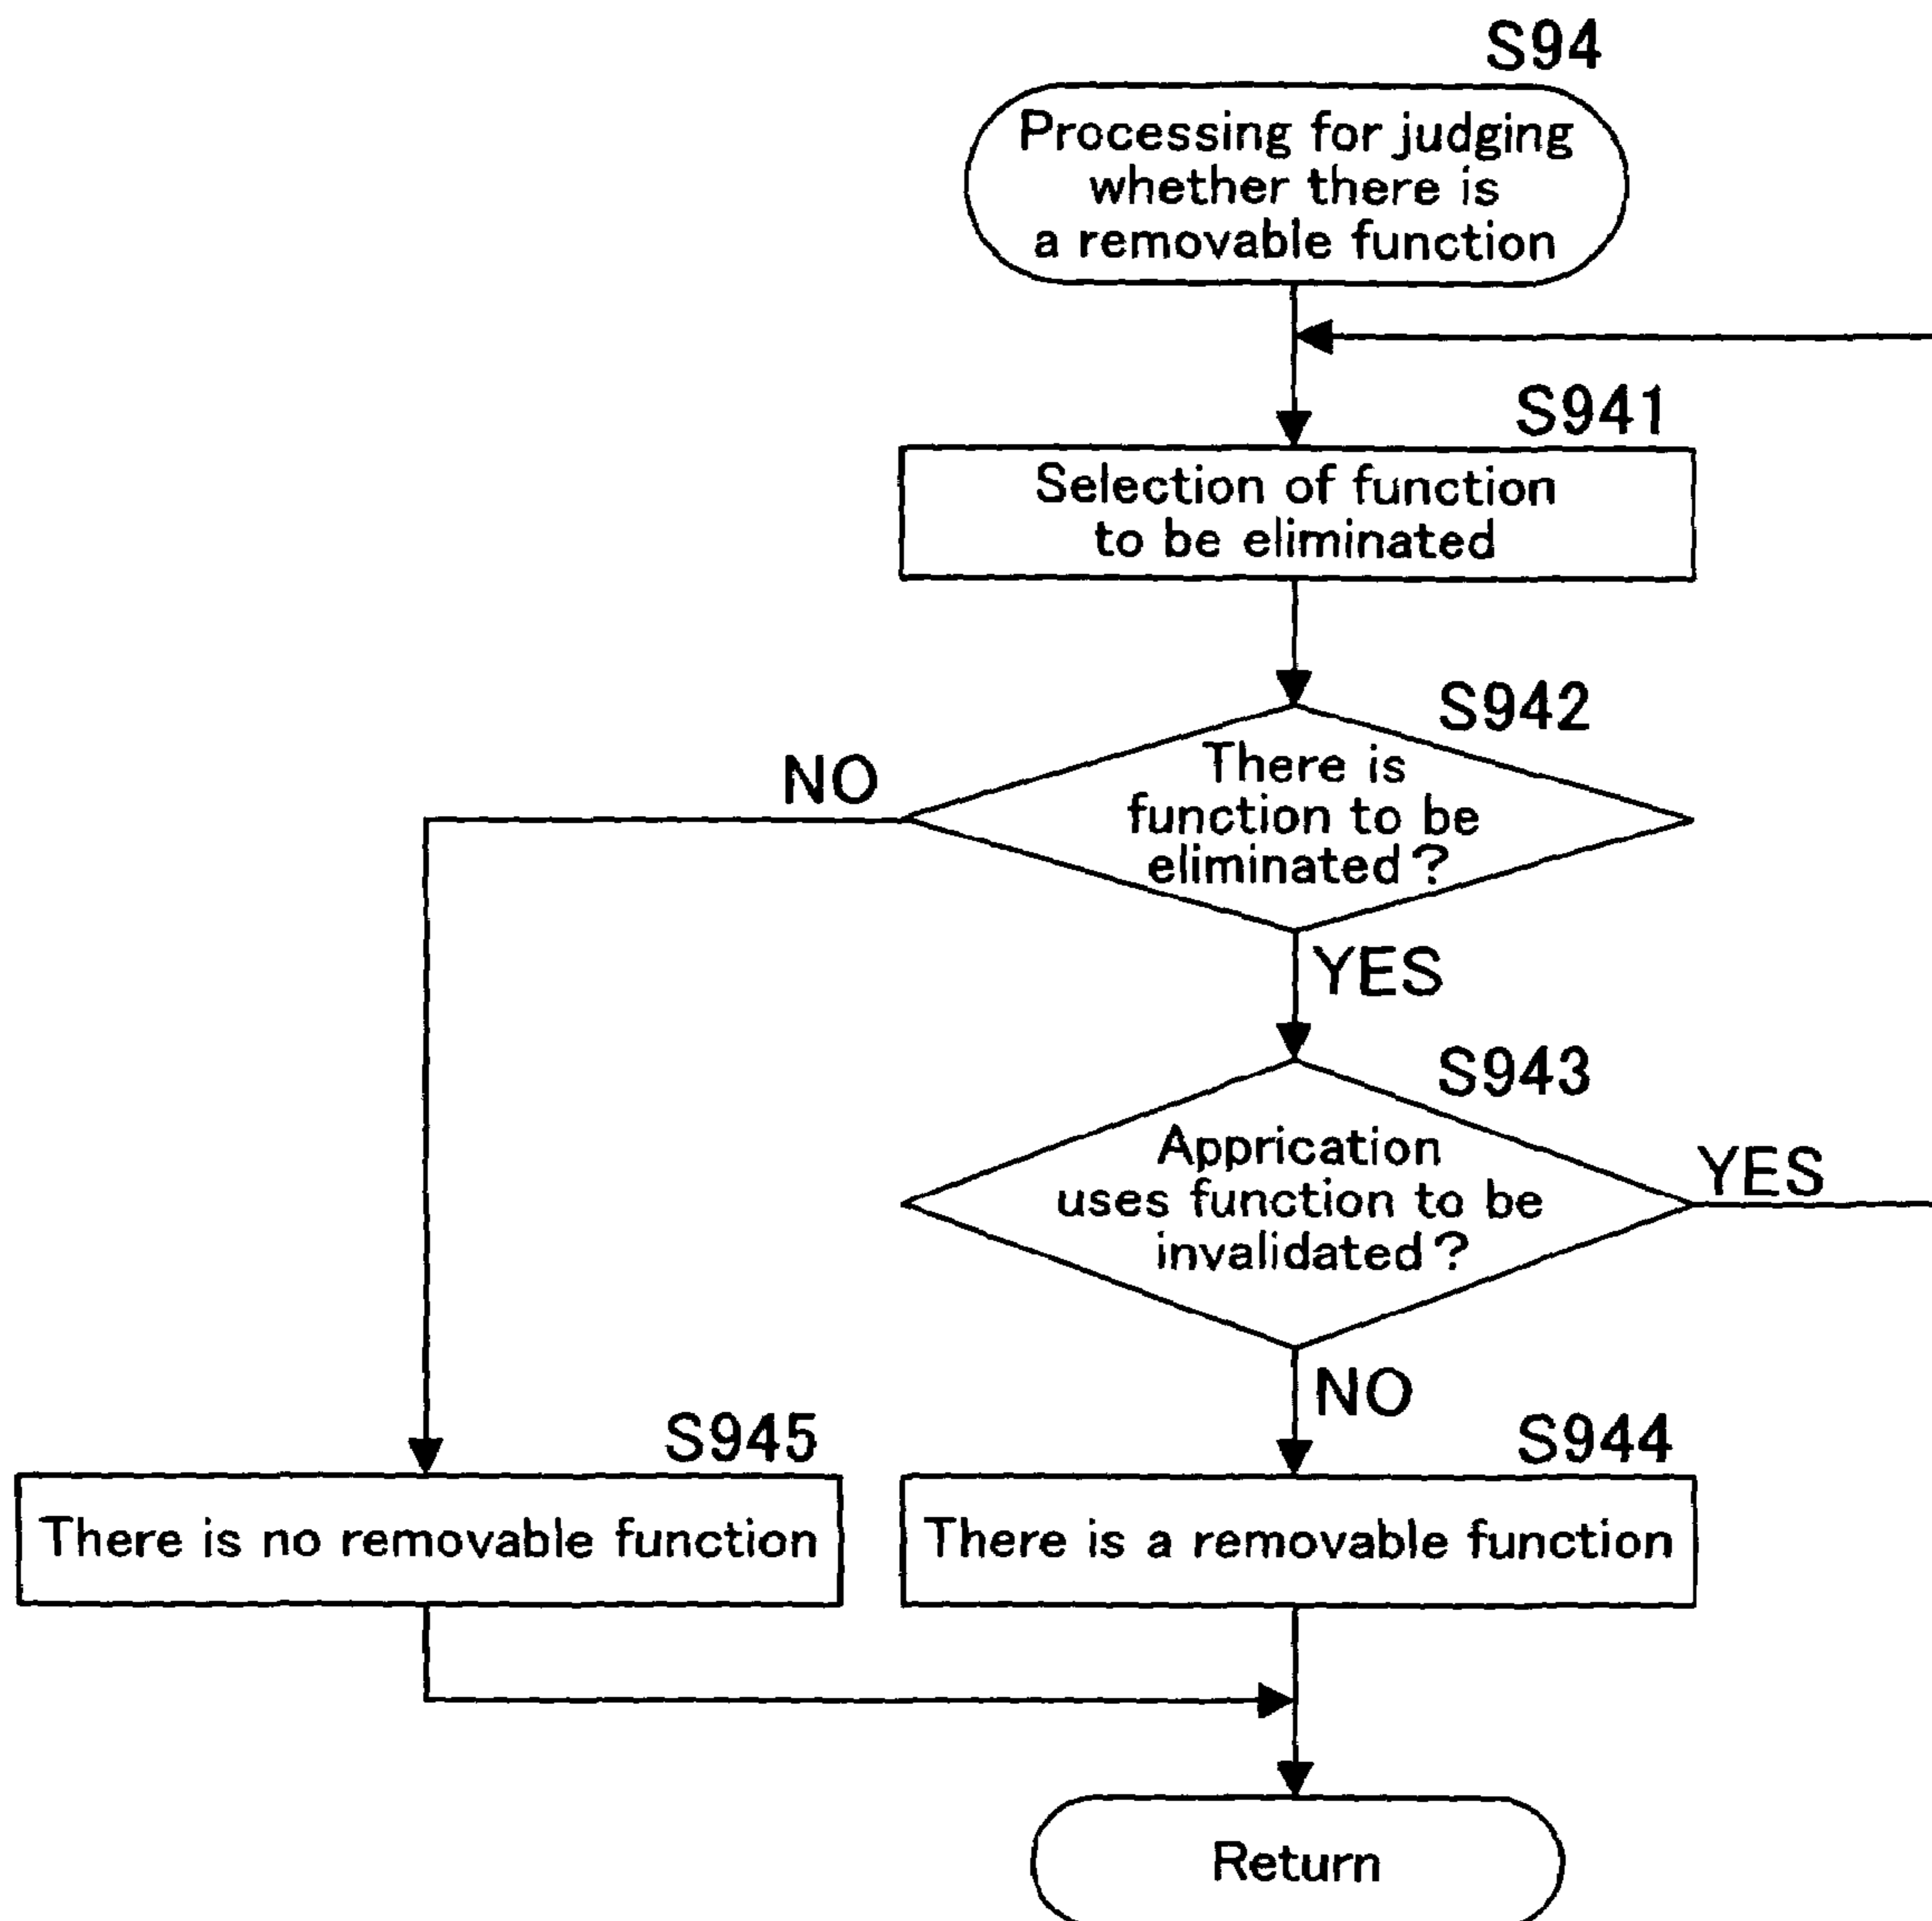 S94
Processing for judging
whether there is
a removable function
S941
Selection of function
to be eliminated
S942
There is
function to be
eliminated?
NO
YES
S943
Apprication
uses function to be
invalidated?
YES
NO
S945
There is no removable function
S944
There is a removable function
Return